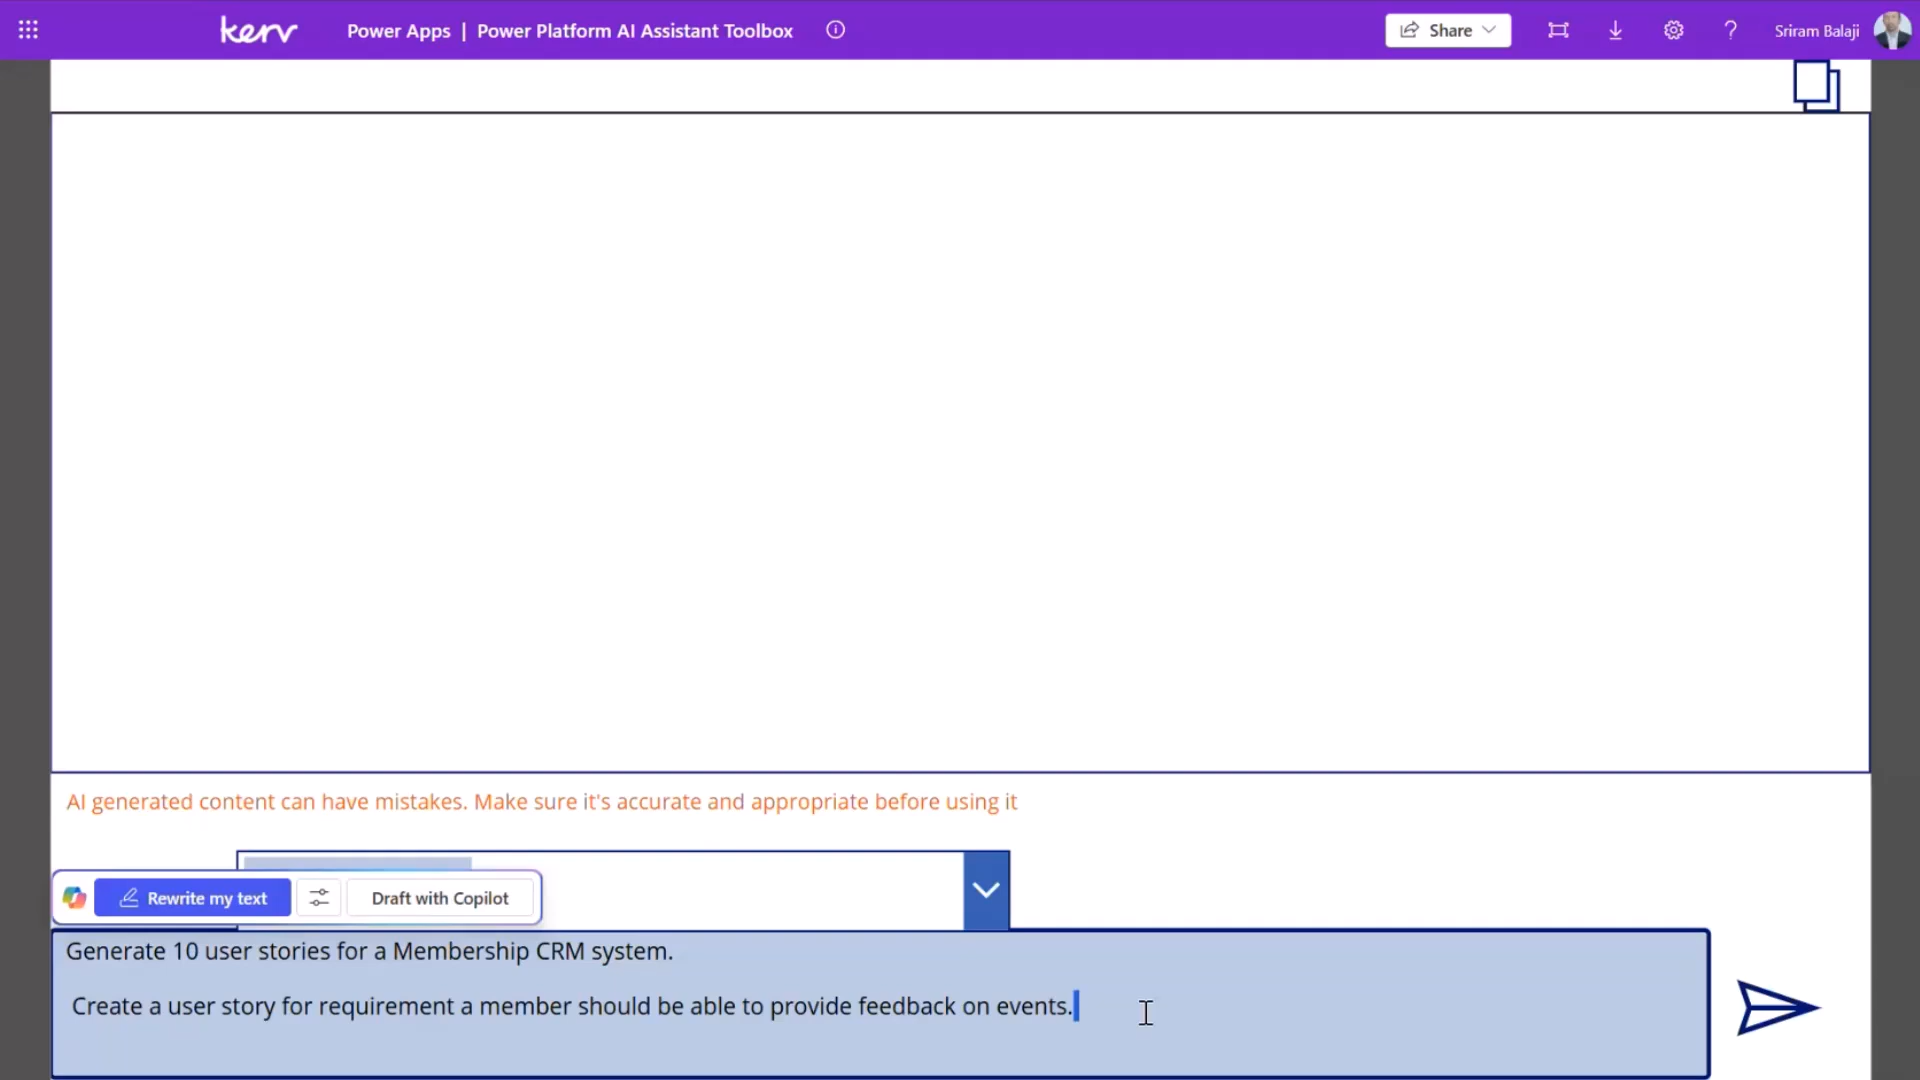 kerv
Power Apps | Power Platform AI Assistant Toolbox
Share
Sriram Balaji
AI generated content can have mistakes. Make sure it's accurate and appropriate before using it
Rewrite my text
Draft with Copilot
Generate 10 user stories for a Membership CRM system.
Create a user story for requirement a member should be able to provide feedback on events.